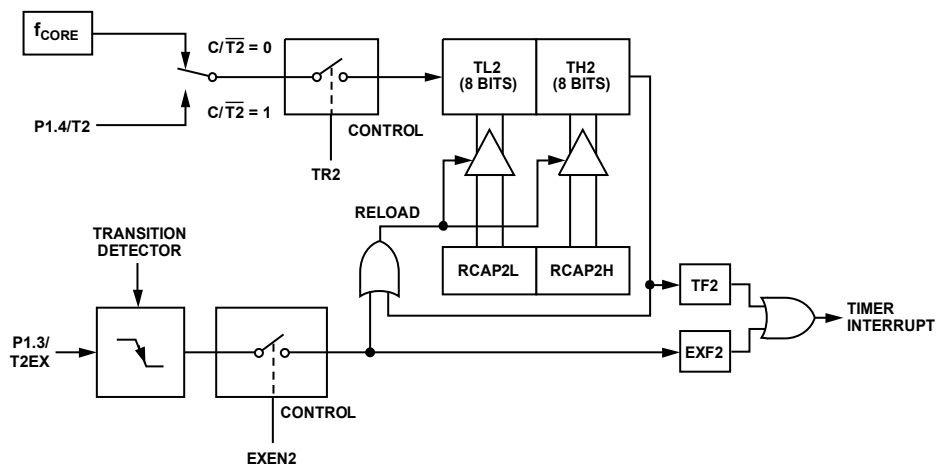 fCORE
C/T2 = 0
C/T2 = 1
P1.4/T2
CONTROL
TR2
TL2
(8 BITS)
TH2
(8 BITS)
RELOAD
TRANSITION
DETECTOR
RCAP2L
RCAP2H
TF2
TIMER
INTERRUPT
P1.3/
T2EX
EXF2
CONTROL
EXEN2